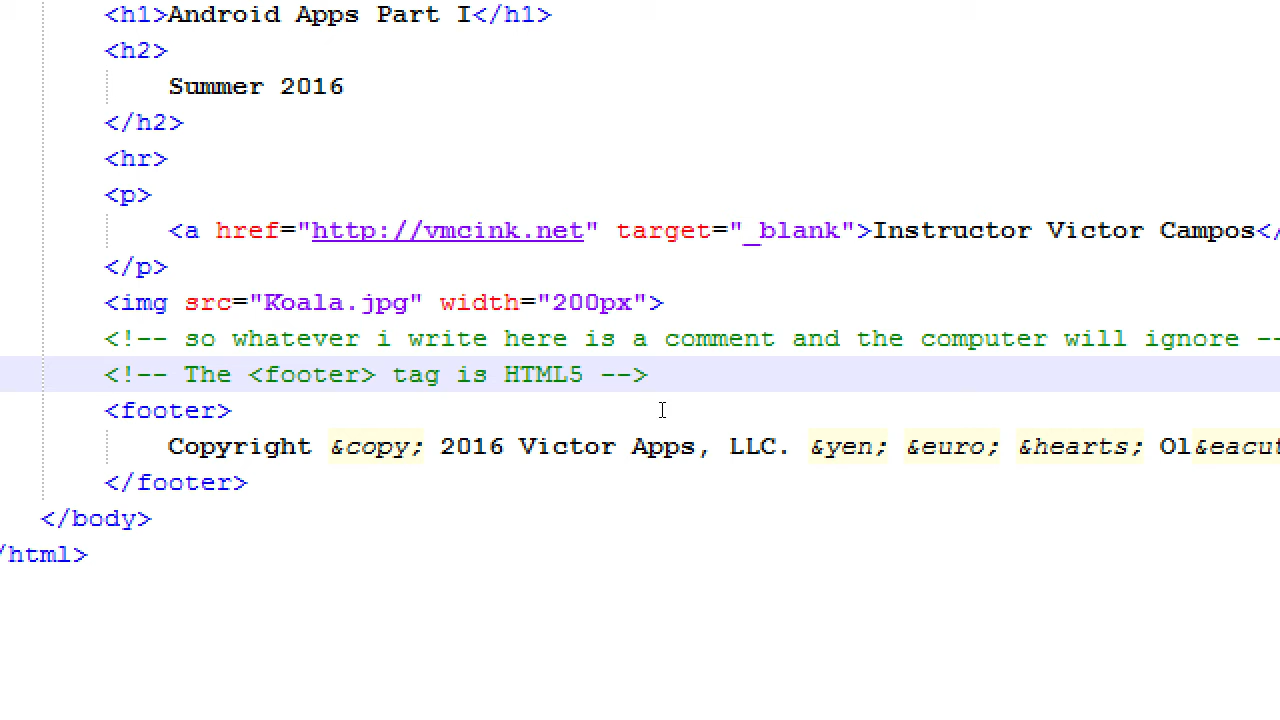 <h1>Android Apps Part I</h1>
<h2>
Summer 2016
</h2>
<hr>
<p>
<a href="http://vmcink.net" target="_blank">Instructor Victor Campos</
</p>
<img src="Koala.jpg" width="200px">
<!-- so whatever i write here is a comment and the computer will ignore --
<!-- The <footer> tag is HTML5 -->
<footer>
Copyright &copy; 2016 Victor Apps, LLC. &yen; &euro; &hearts; Ol&eacut
</footer>
</body>
/html>